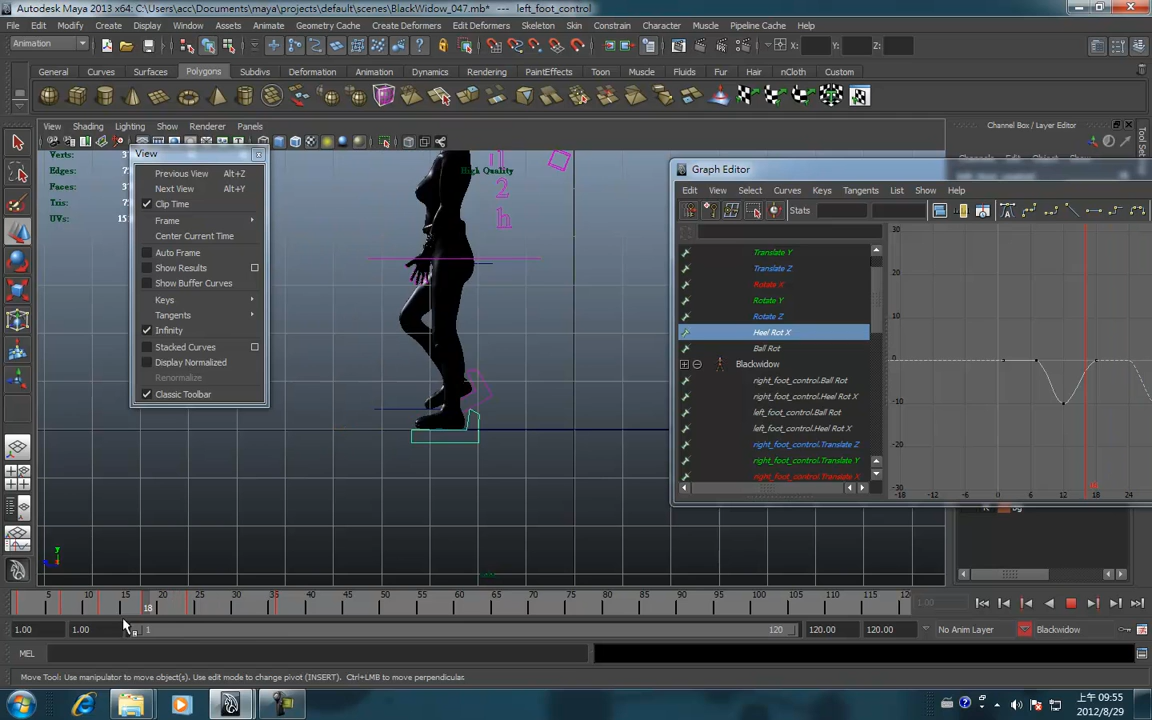 Autodesk Maya 2013 x64: C:\Users\acc\Documents\maya\projects\default\scenes\BlackWidow_047.mb* --- left_foot_control
File Edit Modify Create Display Window Assets Animate Geometry Cache Create Deformers Edit Deformers Skeleton Skin Constrain Character Muscle Pipeline Cache Help
Animation X: Y: Z:
General Curves Surfaces Polygons Subdivs Deformation Animation Dynamics Rendering PaintEffects Toon Muscle Fluids Fur Hair nCloth Custom
View Shading Lighting Show Renderer Panels
Channel Box / Layer Editor
Tool Set
View
Previous View Alt+Z
Next View Alt+Y
Clip Time
Frame
Center Current Time
Auto Frame
Show Results
Show Buffer Curves
Keys
Tangents
Infinity
Stacked Curves
Display Normalized
Renormalize
Classic Toolbar
Verts:
Edges:
Faces:
Tris:
UVs:
High Quality
2
h
Graph Editor
Edit View Select Curves Keys Tangents List Show Help
Stats
Translate Y
Translate Z
Rotate X
Rotate Y
Rotate Z
Heel Rot X
Ball Rot
Blackwidow
right_foot_control.Ball Rot
right_foot_control.Heel Rot X
left_foot_control.Ball Rot
left_foot_control.Heel Rot X
right_foot_control.Translate Z
right_foot_control.Translate Y
right_foot_control.Translate X
30
20
10
0
-10
-20
-30
-18 -12 -6 0 6 12 18 24
y
5 10 15 20 25 30 35 40 45 50 55 60 65 70 75 80 85 90 95 100 105 110 115 120
18
1.00
1.00 1.00 1 120 120.00 120.00 No Anim Layer Blackwidow
MEL
Move Tool: Use manipulator to move object(s). Use edit mode to change pivot (INSERT). Ctrl+LMB to move perpendicular
上午 09:55
2012/8/29